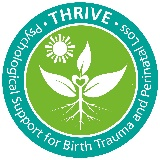 • THRIVE •
Psychological Support for Birth Trauma and Perinatal Loss